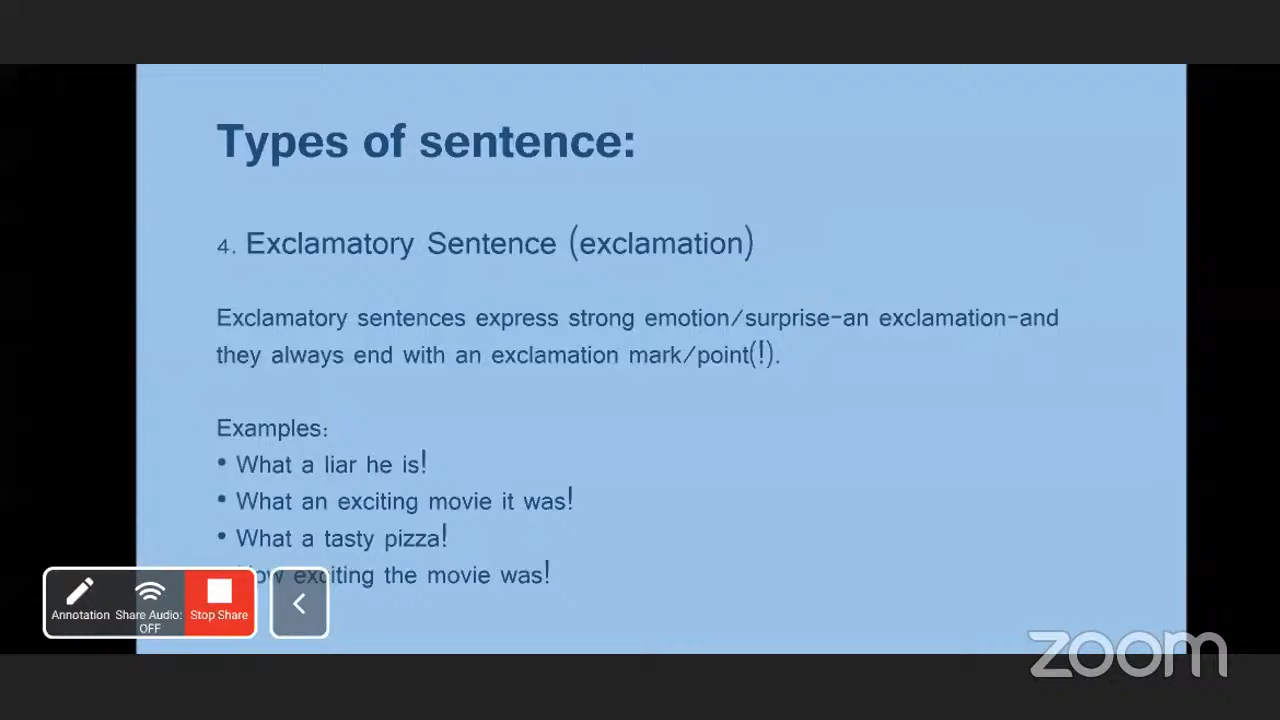 Types of sentence:
4. Exclamatory Sentence (exclamation)
Exclamatory sentences express strong emotion/surprise-an exclamation-and
they always end with an exclamation mark/point(!).
Examples:
• What a liar he is!
• What an exciting movie it was!
• What a tasty pizza!
How exciting the movie was!
Annotation Share Audio: Stop Share
OFF
zoom